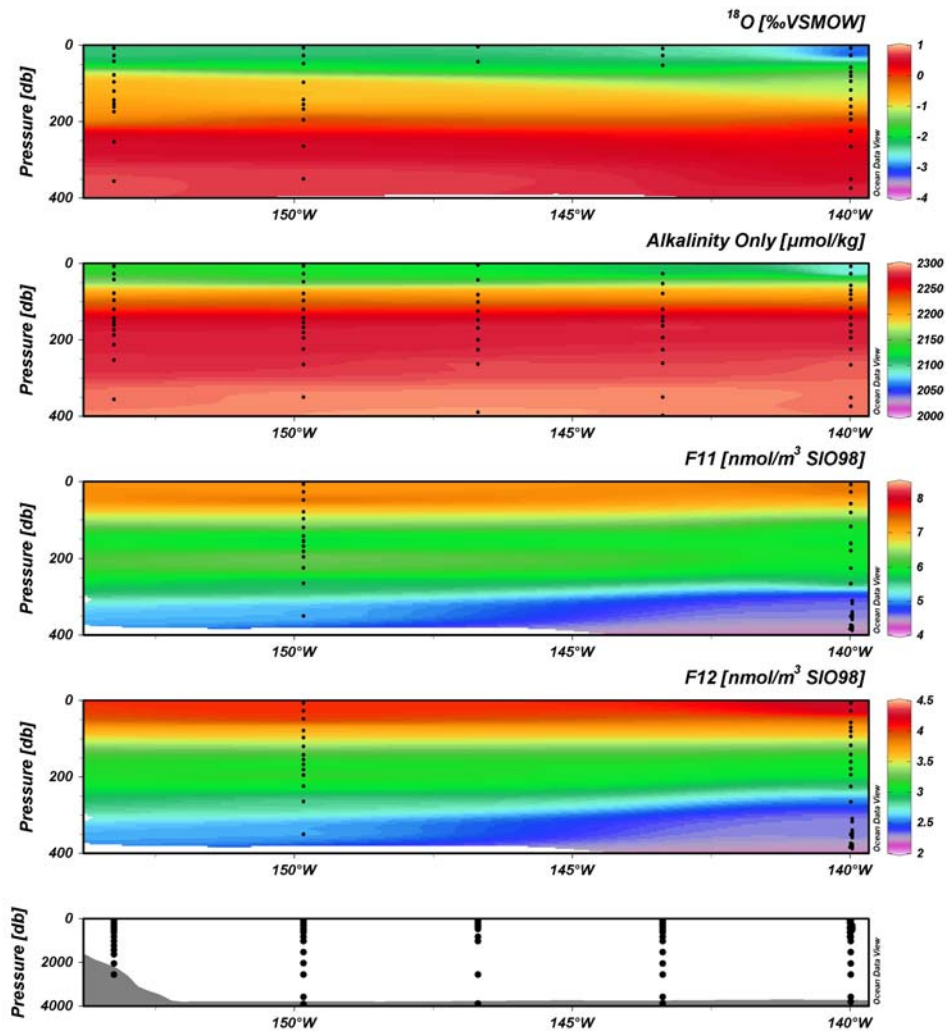 ¹⁸O [‰VSMOW]
Pressure [db]
0
200
400
150°W
145°W
140°W
Ocean Data View
1
0
-1
-2
-3
-4
Alkalinity Only [µmol/kg]
Pressure [db]
0
200
400
150°W
145°W
140°W
Ocean Data View
2300
2250
2200
2150
2100
2050
2000
F11 [nmol/m³ SIO98]
Pressure [db]
0
200
400
150°W
145°W
140°W
Ocean Data View
8
7
6
5
4
F12 [nmol/m³ SIO98]
Pressure [db]
0
200
400
150°W
145°W
140°W
Ocean Data View
4.5
4
3.5
3
2.5
2
Pressure [db]
0
2000
4000
150°W
145°W
140°W
Ocean Data View